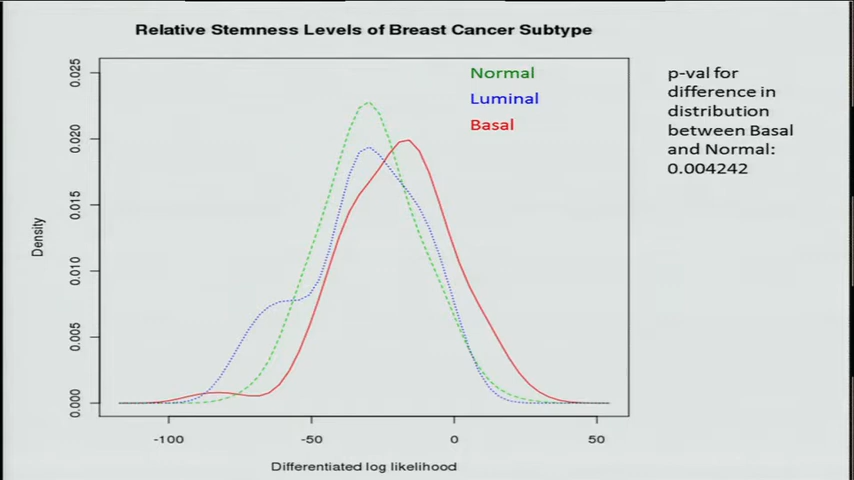 Relative Stemness Levels of Breast Cancer Subtype
Normal
Luminal
Basal
p-val for
difference in
distribution
between Basal
and Normal:
0.004242
Density
0.025
0.020
0.015
0.010
0.005
0.000
-100
-50
0
50
Differentiated log likelihood